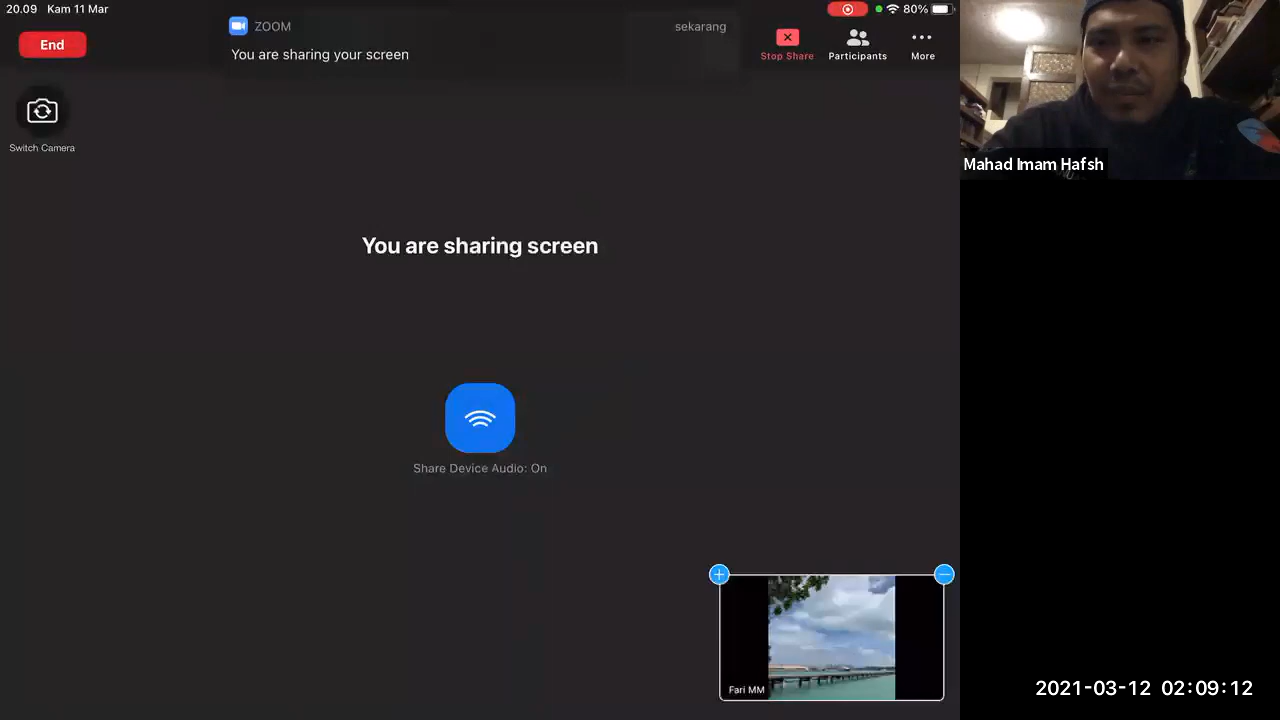 20.09 Kam 11 Mar
80%
ZOOM
sekarang
You are sharing your screen
End
Stop Share
Participants
More
Switch Camera
Mahad Imam Hafsh
You are sharing screen
Share Device Audio: On
Fari MM
2021-03-12 02:09:12